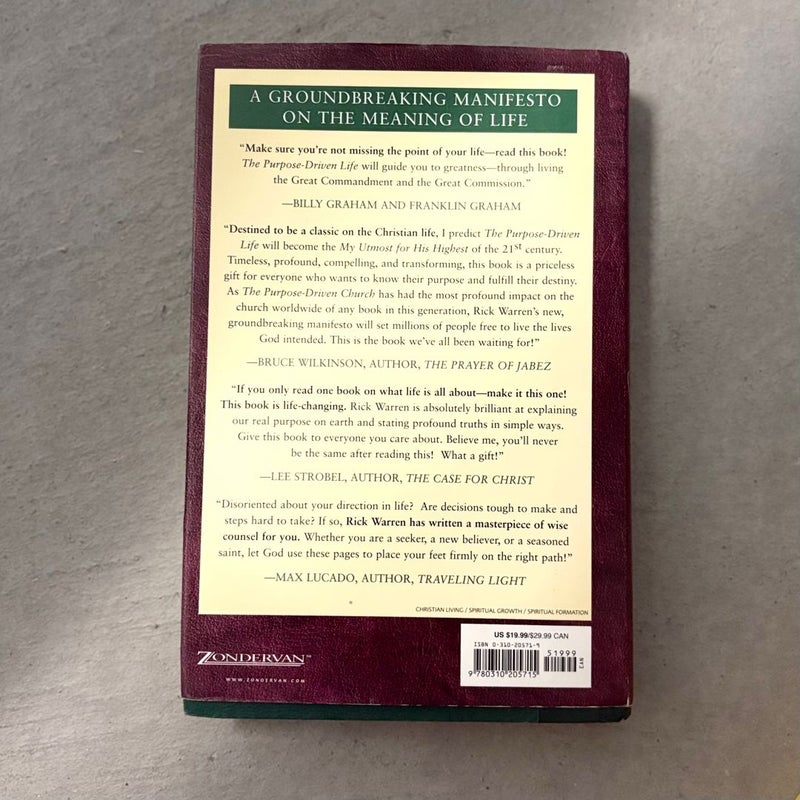 A GROUNDBREAKING MANIFESTO
ON THE MEANING OF LIFE
“Make sure you're not missing the point of your life—read this book!
The Purpose-Driven Life will guide you to greatness—through living
the Great Commandment and the Great Commission.”
—BILLY GRAHAM AND FRANKLIN GRAHAM
“Destined to be a classic on the Christian life, I predict The Purpose-Driven
Life will become the My Utmost for His Highest of the 21st century.
Timeless, profound, compelling, and transforming, this book is a priceless
gift for everyone who wants to know their purpose and fulfill their destiny.
As The Purpose-Driven Church has had the most profound impact on the
church worldwide of any book in this generation, Rick Warren's new,
groundbreaking manifesto will set millions of people free to live the lives
God intended. This is the book we've all been waiting for!”
—BRUCE WILKINSON, AUTHOR, THE PRAYER OF JABEZ
“If you only read one book on what life is all about—make it this one!
This book is life-changing. Rick Warren is absolutely brilliant at explaining
our real purpose on earth and stating profound truths in simple ways.
Give this book to everyone you care about. Believe me, you'll never
be the same after reading this! What a gift!”
—LEE STROBEL, AUTHOR, THE CASE FOR CHRIST
“Disoriented about your direction in life? Are decisions tough to make and
steps hard to take? If so, Rick Warren has written a masterpiece of wise
counsel for you. Whether you are a seeker, a new believer, or a seasoned
saint, let God use these pages to place your feet firmly on the right path!”
—MAX LUCADO, AUTHOR, TRAVELING LIGHT
CHRISTIAN LIVING / SPIRITUAL GROWTH / SPIRITUAL FORMATION
US $19.99/$29.99 CAN
ISBN 0-310-20571-9
51999
CAN
9 780310 205715
ZONDERVAN™
WWW.ZONDERVAN.COM